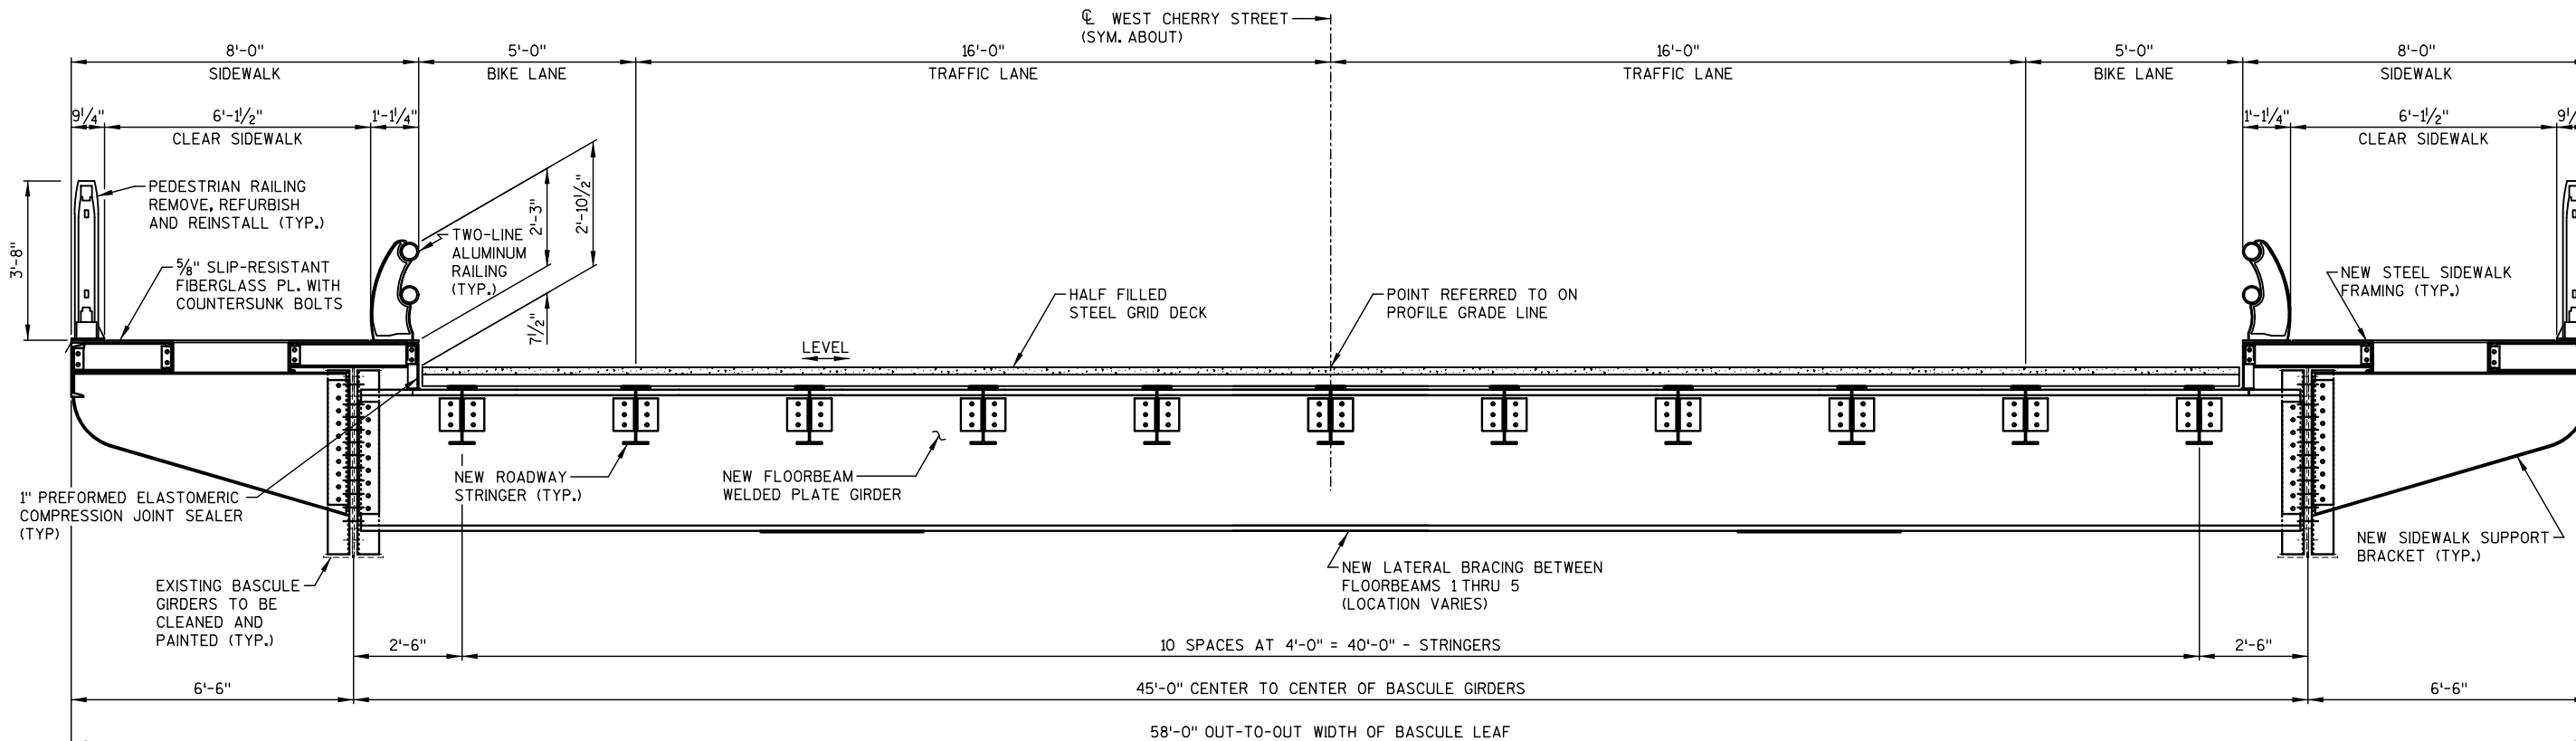 ℄ WEST CHERRY STREET
(SYM. ABOUT)
8'-0" 5'-0" 16'-0" 16'-0" 5'-0" 8'-0"
SIDEWALK BIKE LANE TRAFFIC LANE TRAFFIC LANE BIKE LANE SIDEWALK
9¼" 6'-1½" 1'-1¼" 1'-1¼" 6'-1½"
CLEAR SIDEWALK CLEAR SIDEWALK
PEDESTRIAN RAILING
REMOVE, REFURBISH
AND REINSTALL (TYP.)
3'-8"
⅝" SLIP-RESISTANT
FIBERGLASS PL. WITH
COUNTERSUNK BOLTS
TWO-LINE
ALUMINUM
RAILING
(TYP.)
2'-3"
2'-10½"
7½"
LEVEL
HALF FILLED
STEEL GRID DECK
POINT REFERRED TO ON
PROFILE GRADE LINE
NEW STEEL SIDEWALK
FRAMING (TYP.)
1" PREFORMED ELASTOMERIC
COMPRESSION JOINT SEALER
(TYP)
NEW ROADWAY
STRINGER (TYP.)
NEW FLOORBEAM
WELDED PLATE GIRDER
NEW SIDEWALK SUPPORT
BRACKET (TYP.)
EXISTING BASCULE
GIRDERS TO BE
CLEANED AND
PAINTED (TYP.)
NEW LATERAL BRACING BETWEEN
FLOORBEAMS 1 THRU 5
(LOCATION VARIES)
2'-6" 10 SPACES AT 4'-0" = 40'-0" - STRINGERS 2'-6"
6'-6" 45'-0" CENTER TO CENTER OF BASCULE GIRDERS 6'-6"
58'-0" OUT-TO-OUT WIDTH OF BASCULE LEAF